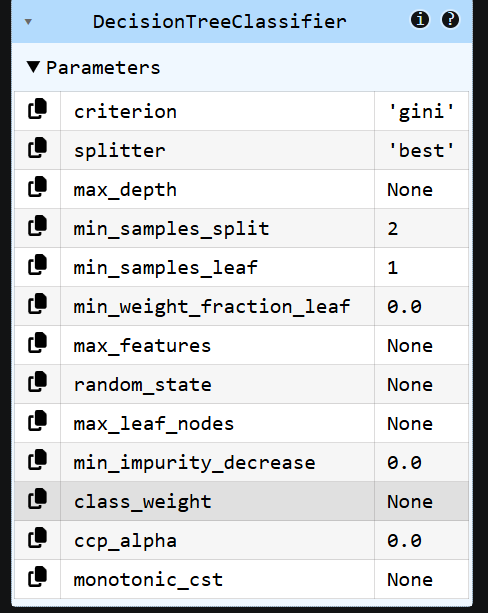 DecisionTreeClassifier i ?
Parameters
criterion 'gini'
splitter 'best'
max_depth None
min_samples_split 2
min_samples_leaf 1
min_weight_fraction_leaf 0.0
max_features None
random_state None
max_leaf_nodes None
min_impurity_decrease 0.0
class_weight None
ccp_alpha 0.0
monotonic_cst None